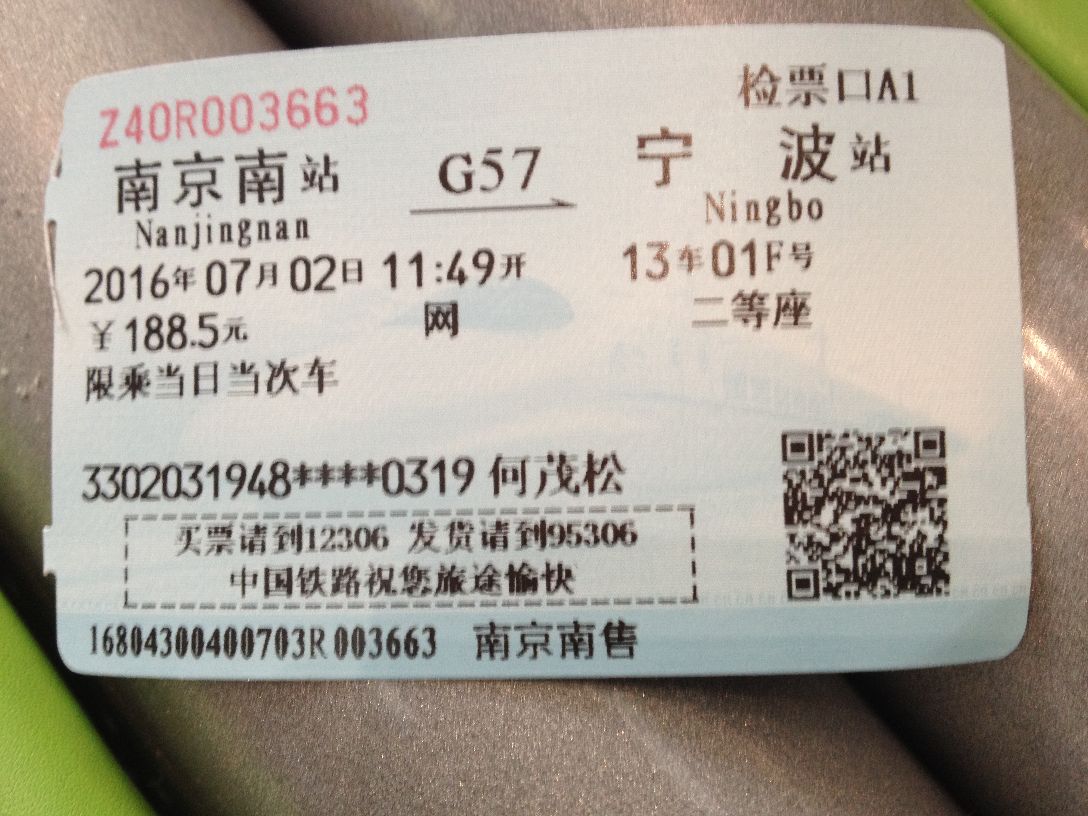 Z40R003663 检票口A1
南京南站 G57 宁波站
Nanjingnan Ningbo
2016年07月02日 11:49开 13车01F号
￥188.5元 网 二等座
限乘当日当次车
3302031948****0319 何茂松
买票请到12306 发货请到95306
中国铁路祝您旅途愉快
16804300400703R003663 南京南售